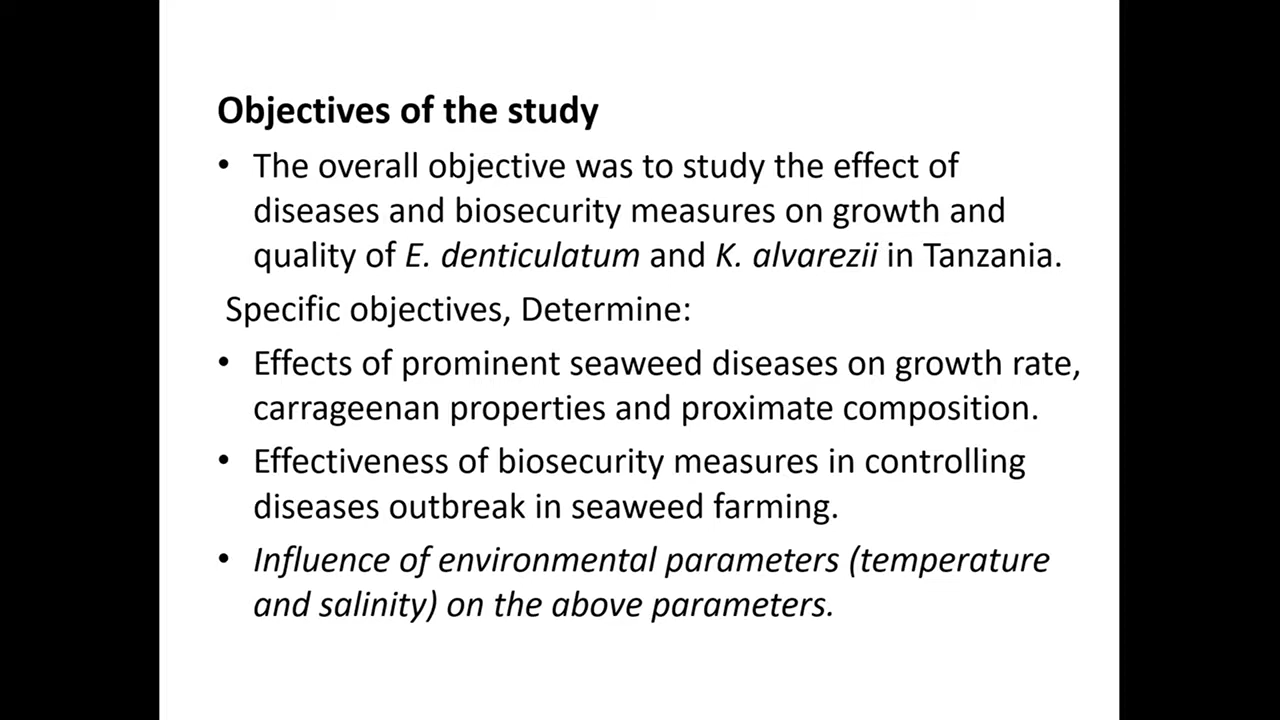 Objectives of the study
• The overall objective was to study the effect of
diseases and biosecurity measures on growth and
quality of E. denticulatum and K. alvarezii in Tanzania.
Specific objectives, Determine:
• Effects of prominent seaweed diseases on growth rate,
carrageenan properties and proximate composition.
• Effectiveness of biosecurity measures in controlling
diseases outbreak in seaweed farming.
• Influence of environmental parameters (temperature
and salinity) on the above parameters.